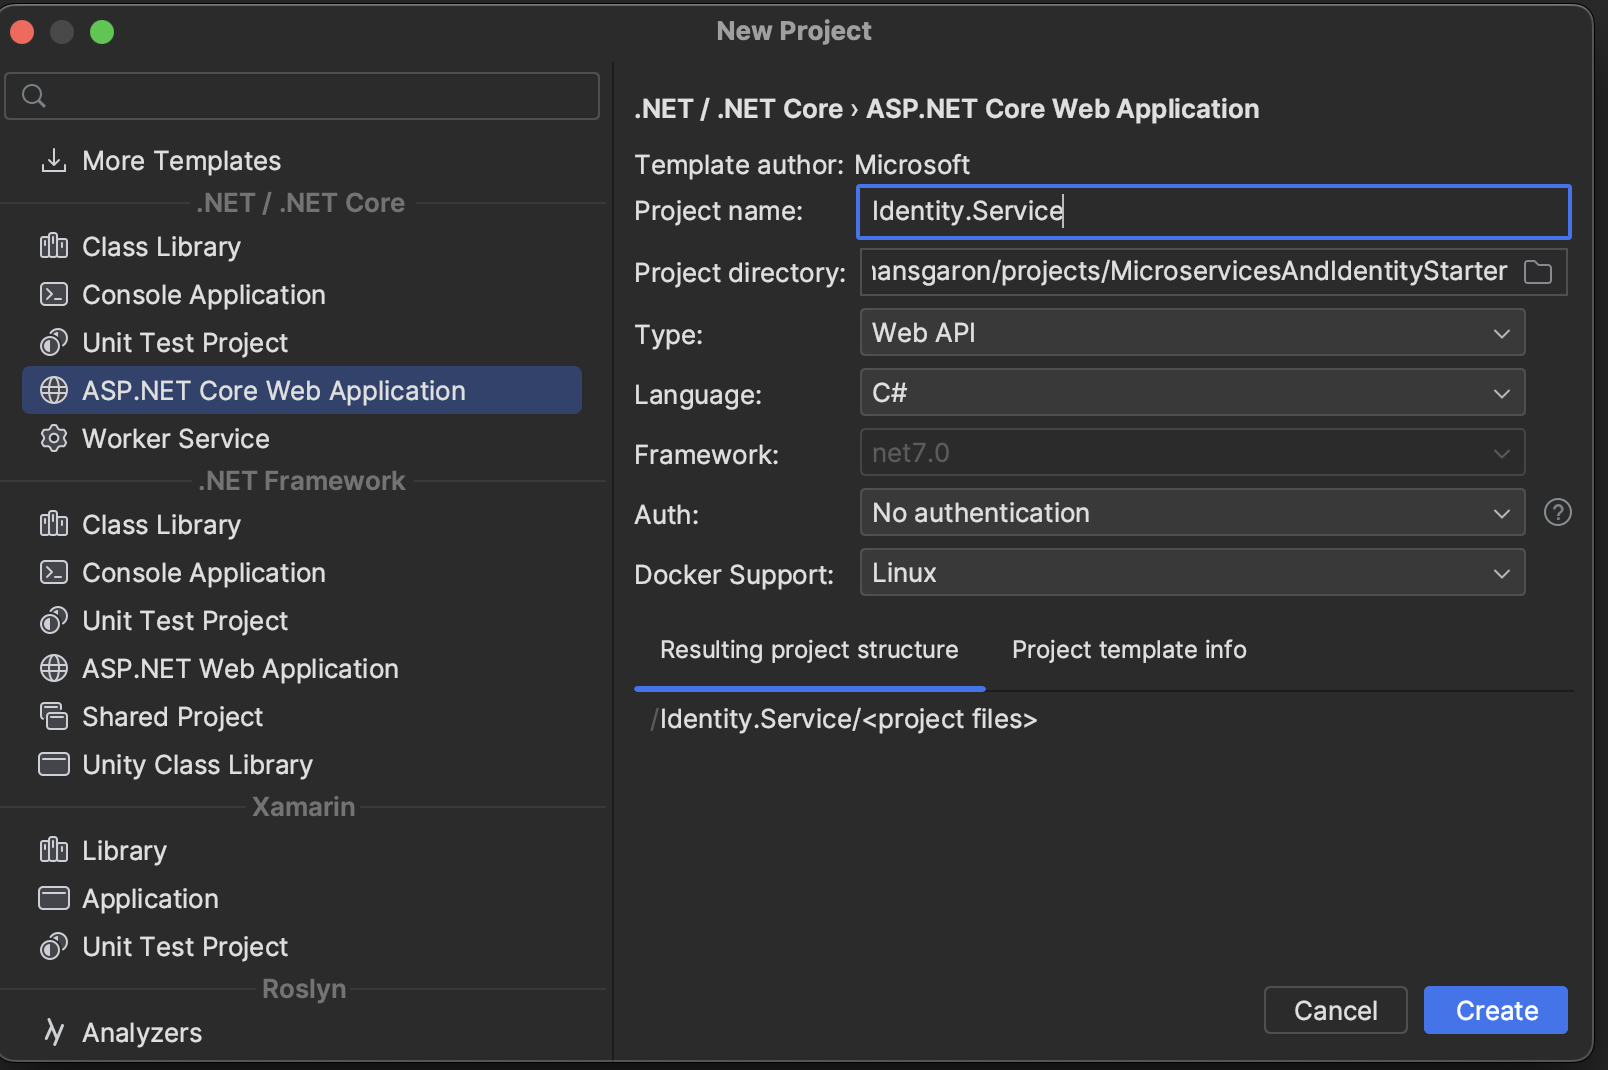 New Project
More Templates
.NET / .NET Core
Class Library
Console Application
Unit Test Project
ASP.NET Core Web Application
Worker Service
.NET Framework
Class Library
Console Application
Unit Test Project
ASP.NET Web Application
Shared Project
Unity Class Library
Xamarin
Library
Application
Unit Test Project
Roslyn
Analyzers
.NET / .NET Core › ASP.NET Core Web Application
Template author: Microsoft
Project name: Identity.Service
Project directory: ansgaron/projects/MicroservicesAndIdentityStarter
Type: Web API
Language: C#
Framework: net7.0
Auth: No authentication ?
Docker Support: Linux
Resulting project structure Project template info
/Identity.Service/<project files>
Cancel Create